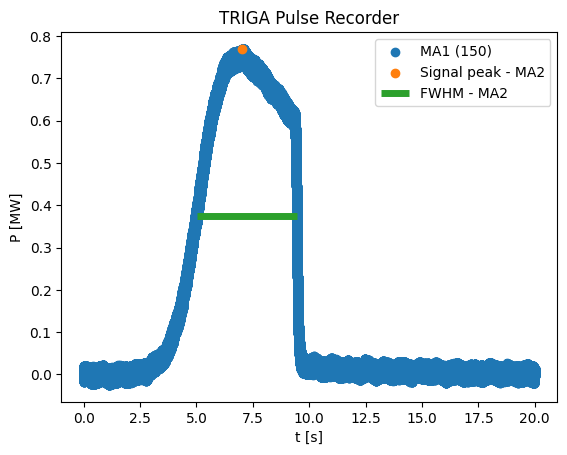 TRIGA Pulse Recorder
MA1 (150)
Signal peak - MA2
FWHM - MA2
P [MW]
0.8
0.7
0.6
0.5
0.4
0.3
0.2
0.1
0.0
0.0 2.5 5.0 7.5 10.0 12.5 15.0 17.5 20.0
t [s]